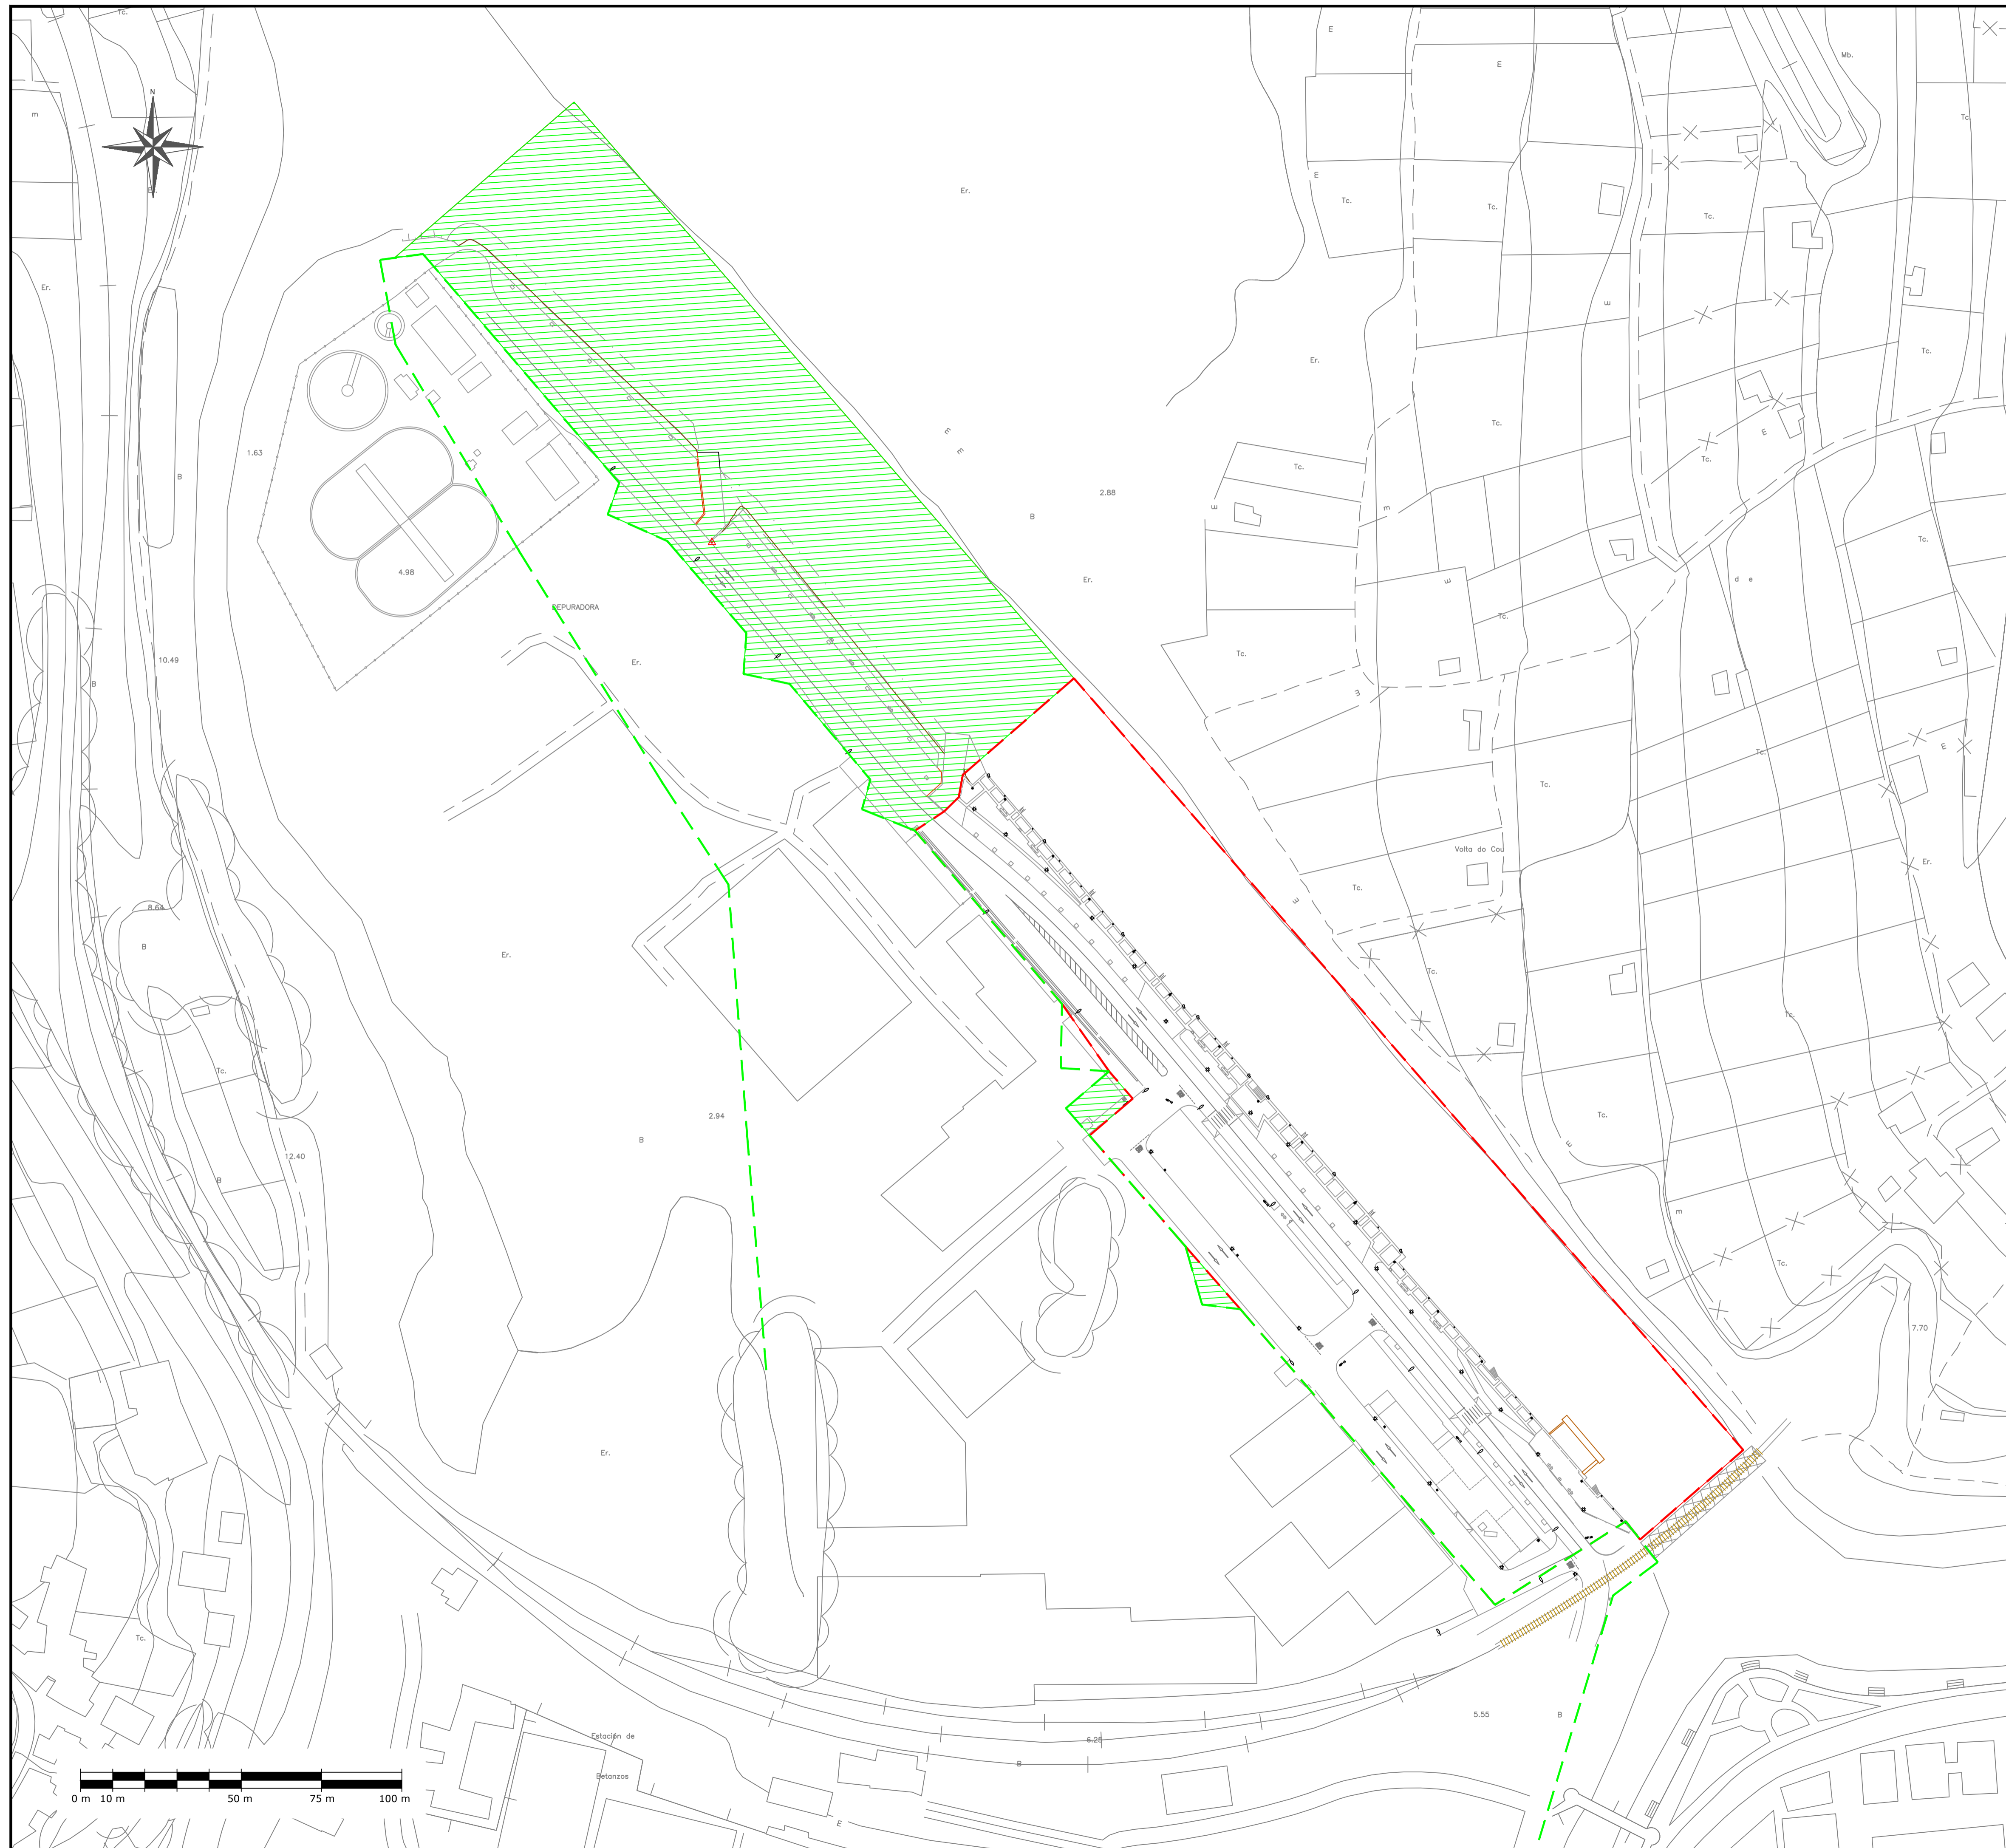 Tc.
E
Mb.
N
m
E
Tc.
Er.
Er.
E
Tc.
Tc.
Tc.
Er.
Er.
Tc.
Tc.
E
E
E
1.63
Tc.
Tc.
B
2.88
B
Tc.
4.98
Er.
d e
DEPURADORA
Tc.
10.49
Er.
Tc.
B
E
Tc.
Tc.
Volta do Cou
Er.
Tc.
8.64
B
Er.
Tc.
Tc.
Tc.
2.94
Tc.
B
12.40
B
m
Tc.
7.70
Er.
Tc.
5.55
B
Estación de
6.25
B
Betanzos
0 m 10 m 50 m 75 m 100 m
E